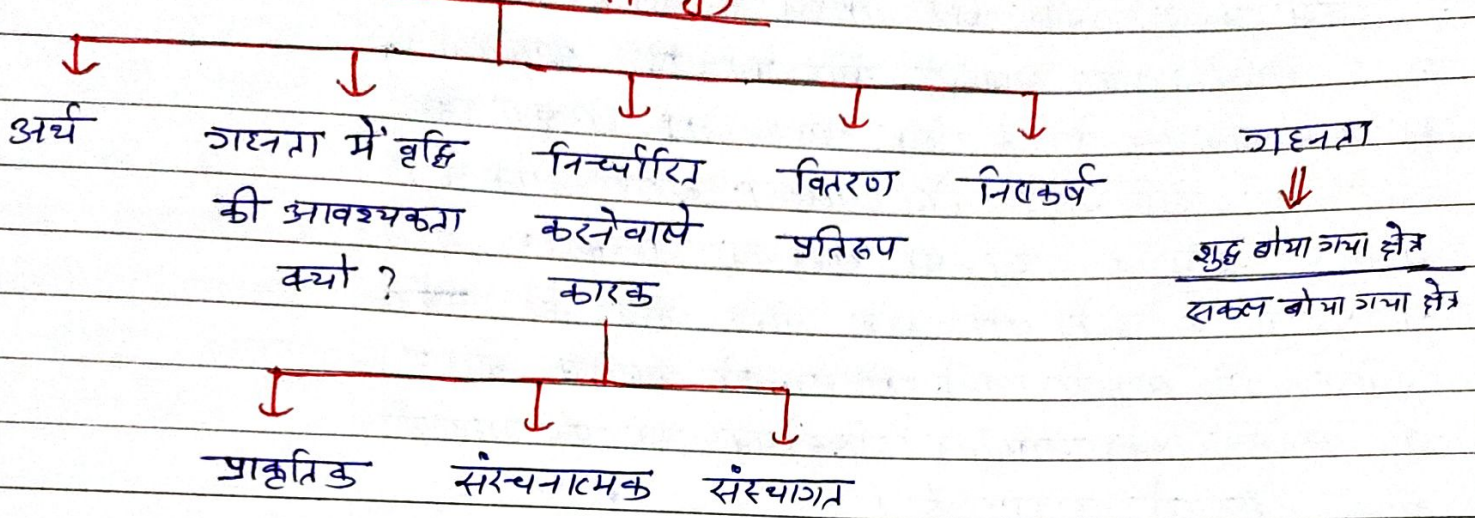 अर्थ
गहनता में वृद्धि
की आवश्यकता
क्यो ?
निर्धारित
करनेवाले
कारक
वितरण
प्रतिरूप
निष्कर्ष
गहनता
शुद्ध बोया गया क्षेत्र
सकल बोया गया क्षेत्र
प्राकृतिक
संरचनात्मक
संस्थागत